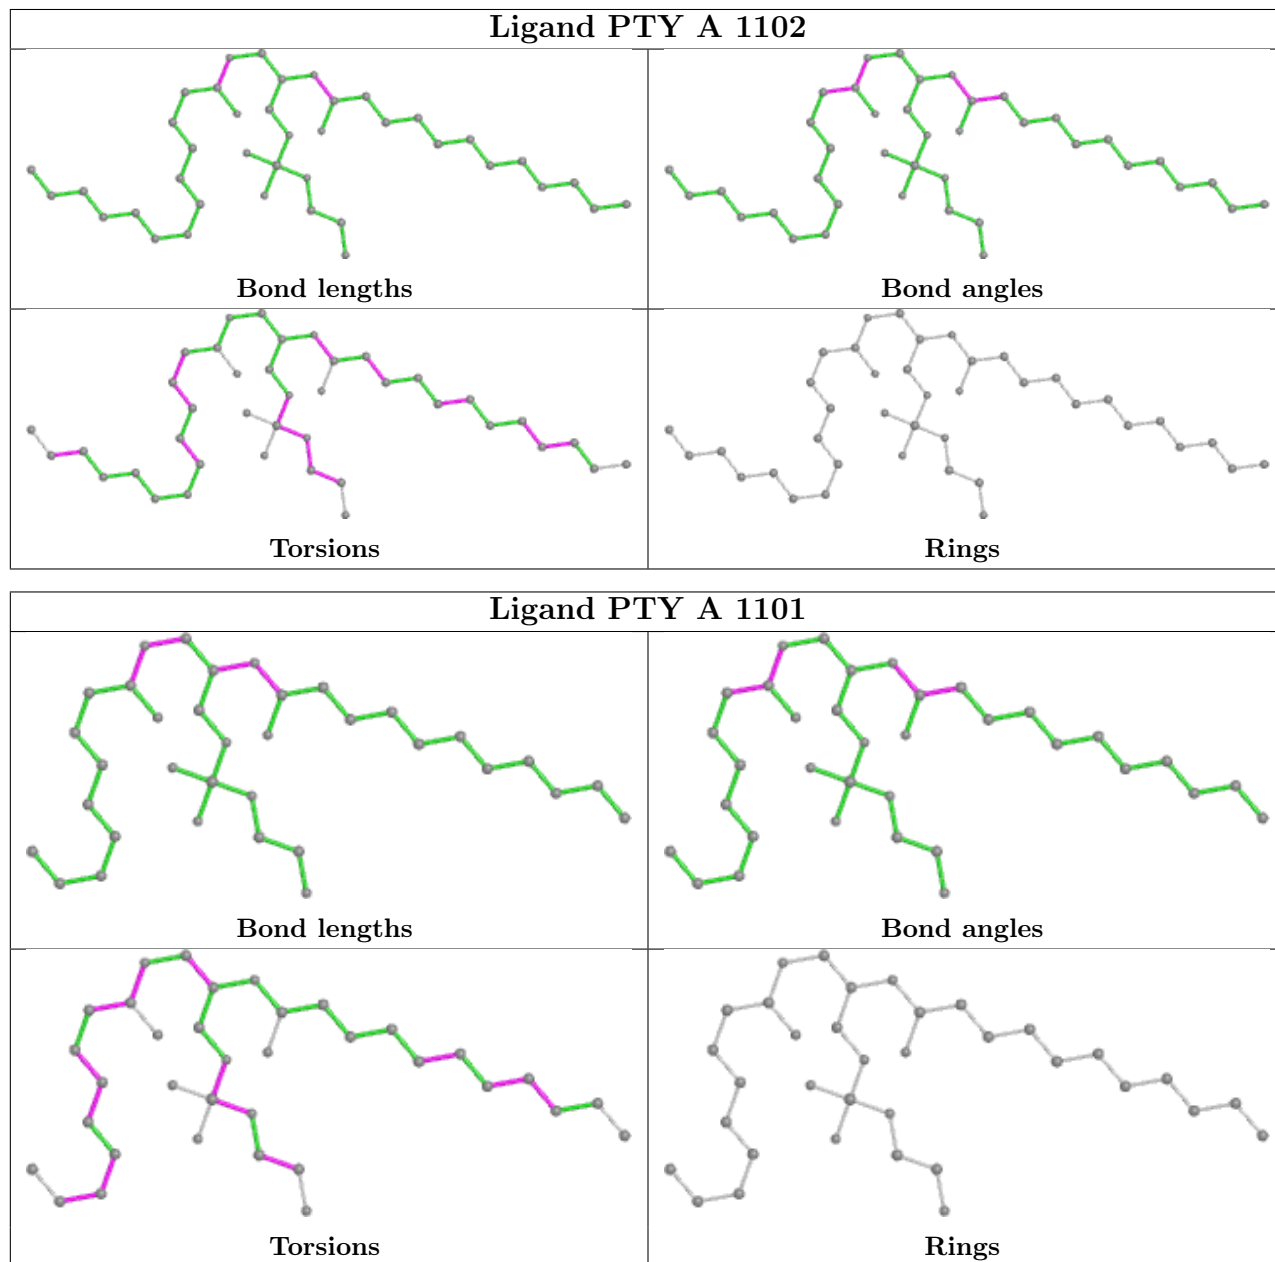 Ligand PTY A 1102
Bond lengths
Bond angles
Torsions
Rings
Ligand PTY A 1101
Bond lengths
Bond angles
Torsions
Rings